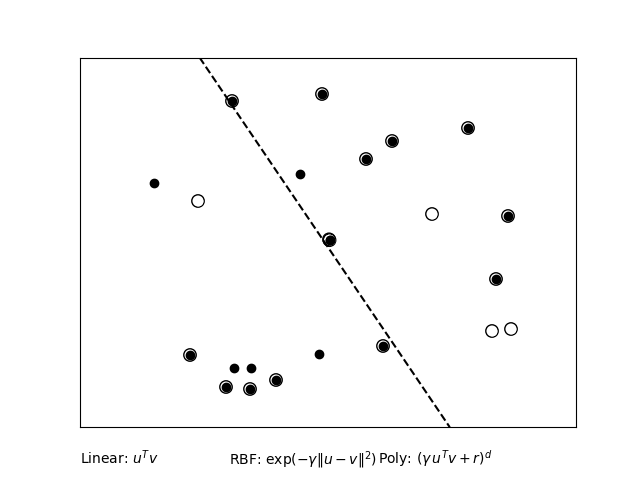 Linear: $u^T v$ RBF: $\exp(-\gamma \|u - v\|^2)$ Poly: $(\gamma\, u^T v + r)^d$